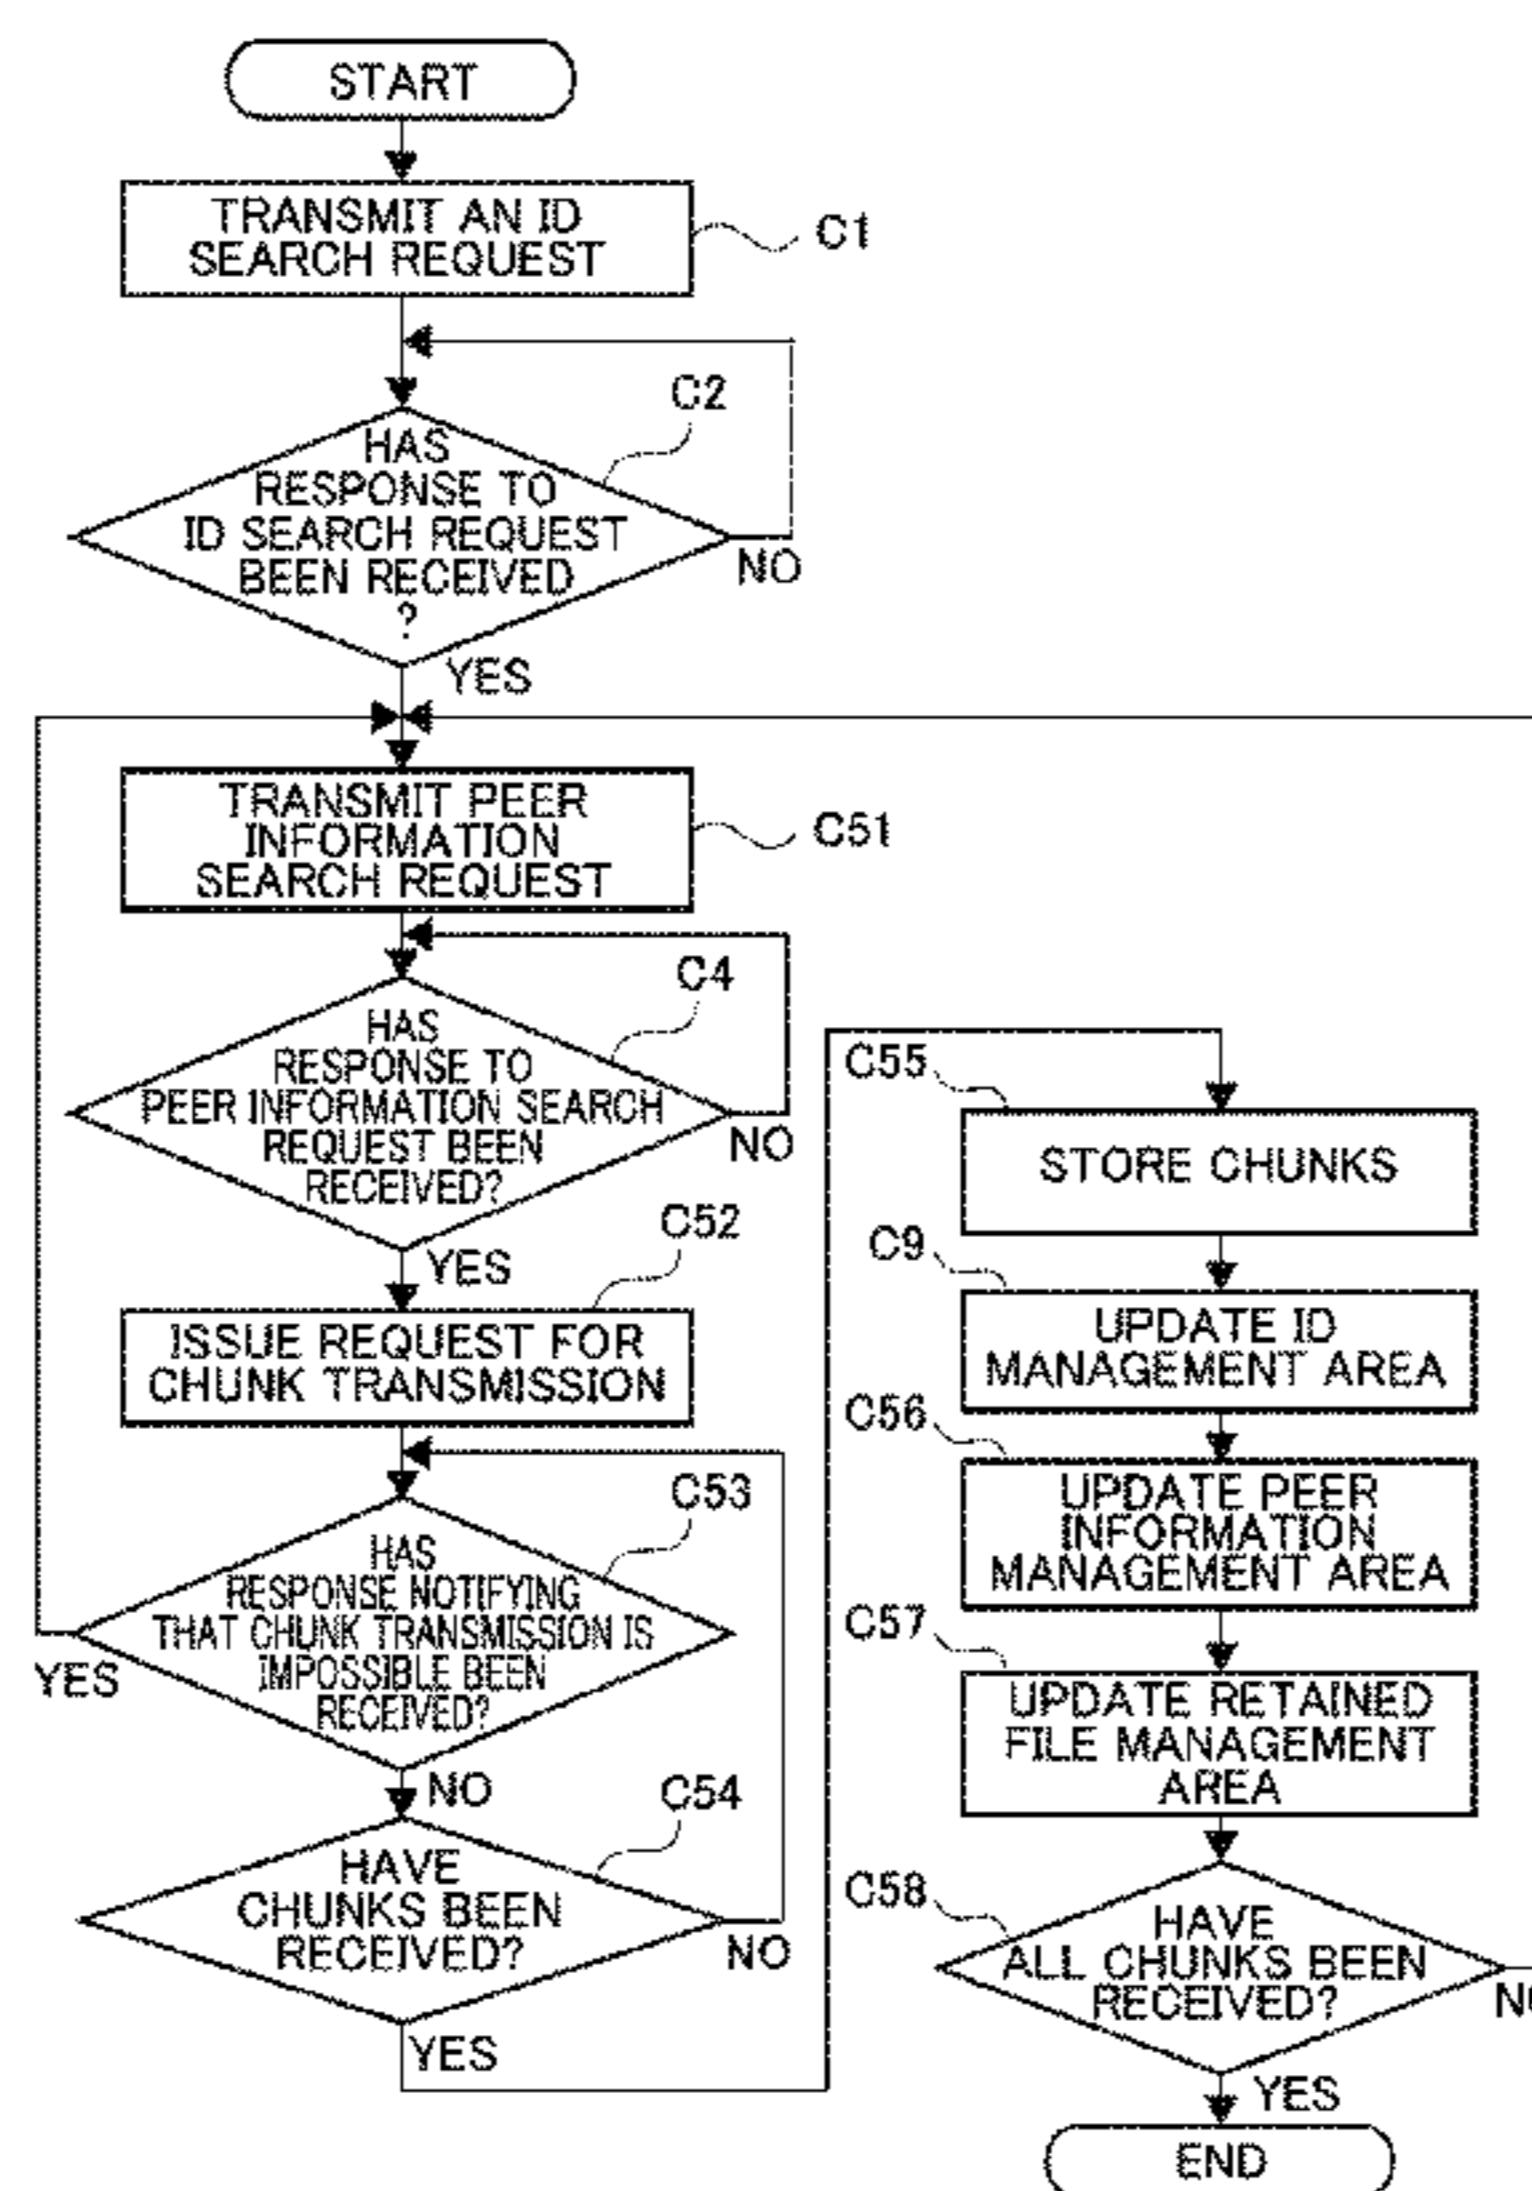 START
TRANSMIT AN ID
SEARCH REQUEST
C1
C2
HAS
RESPONSE TO
ID SEARCH REQUEST
BEEN RECEIVED
?
NO
YES
TRANSMIT PEER
INFORMATION
SEARCH REQUEST
C51
C4
HAS
RESPONSE TO
PEER INFORMATION SEARCH
REQUEST BEEN
RECEIVED?
NO
YES
C52
ISSUE REQUEST FOR
CHUNK TRANSMISSION
C53
HAS
RESPONSE NOTIFYING
THAT CHUNK TRANSMISSION IS
IMPOSSIBLE BEEN
RECEIVED?
YES
NO
C54
HAVE
CHUNKS BEEN
RECEIVED?
NO
YES
C55
STORE CHUNKS
C9
UPDATE ID
MANAGEMENT AREA
C56
UPDATE PEER
INFORMATION
MANAGEMENT AREA
C57
UPDATE RETAINED
FILE MANAGEMENT
AREA
C58
HAVE
ALL CHUNKS BEEN
RECEIVED?
NO
YES
END